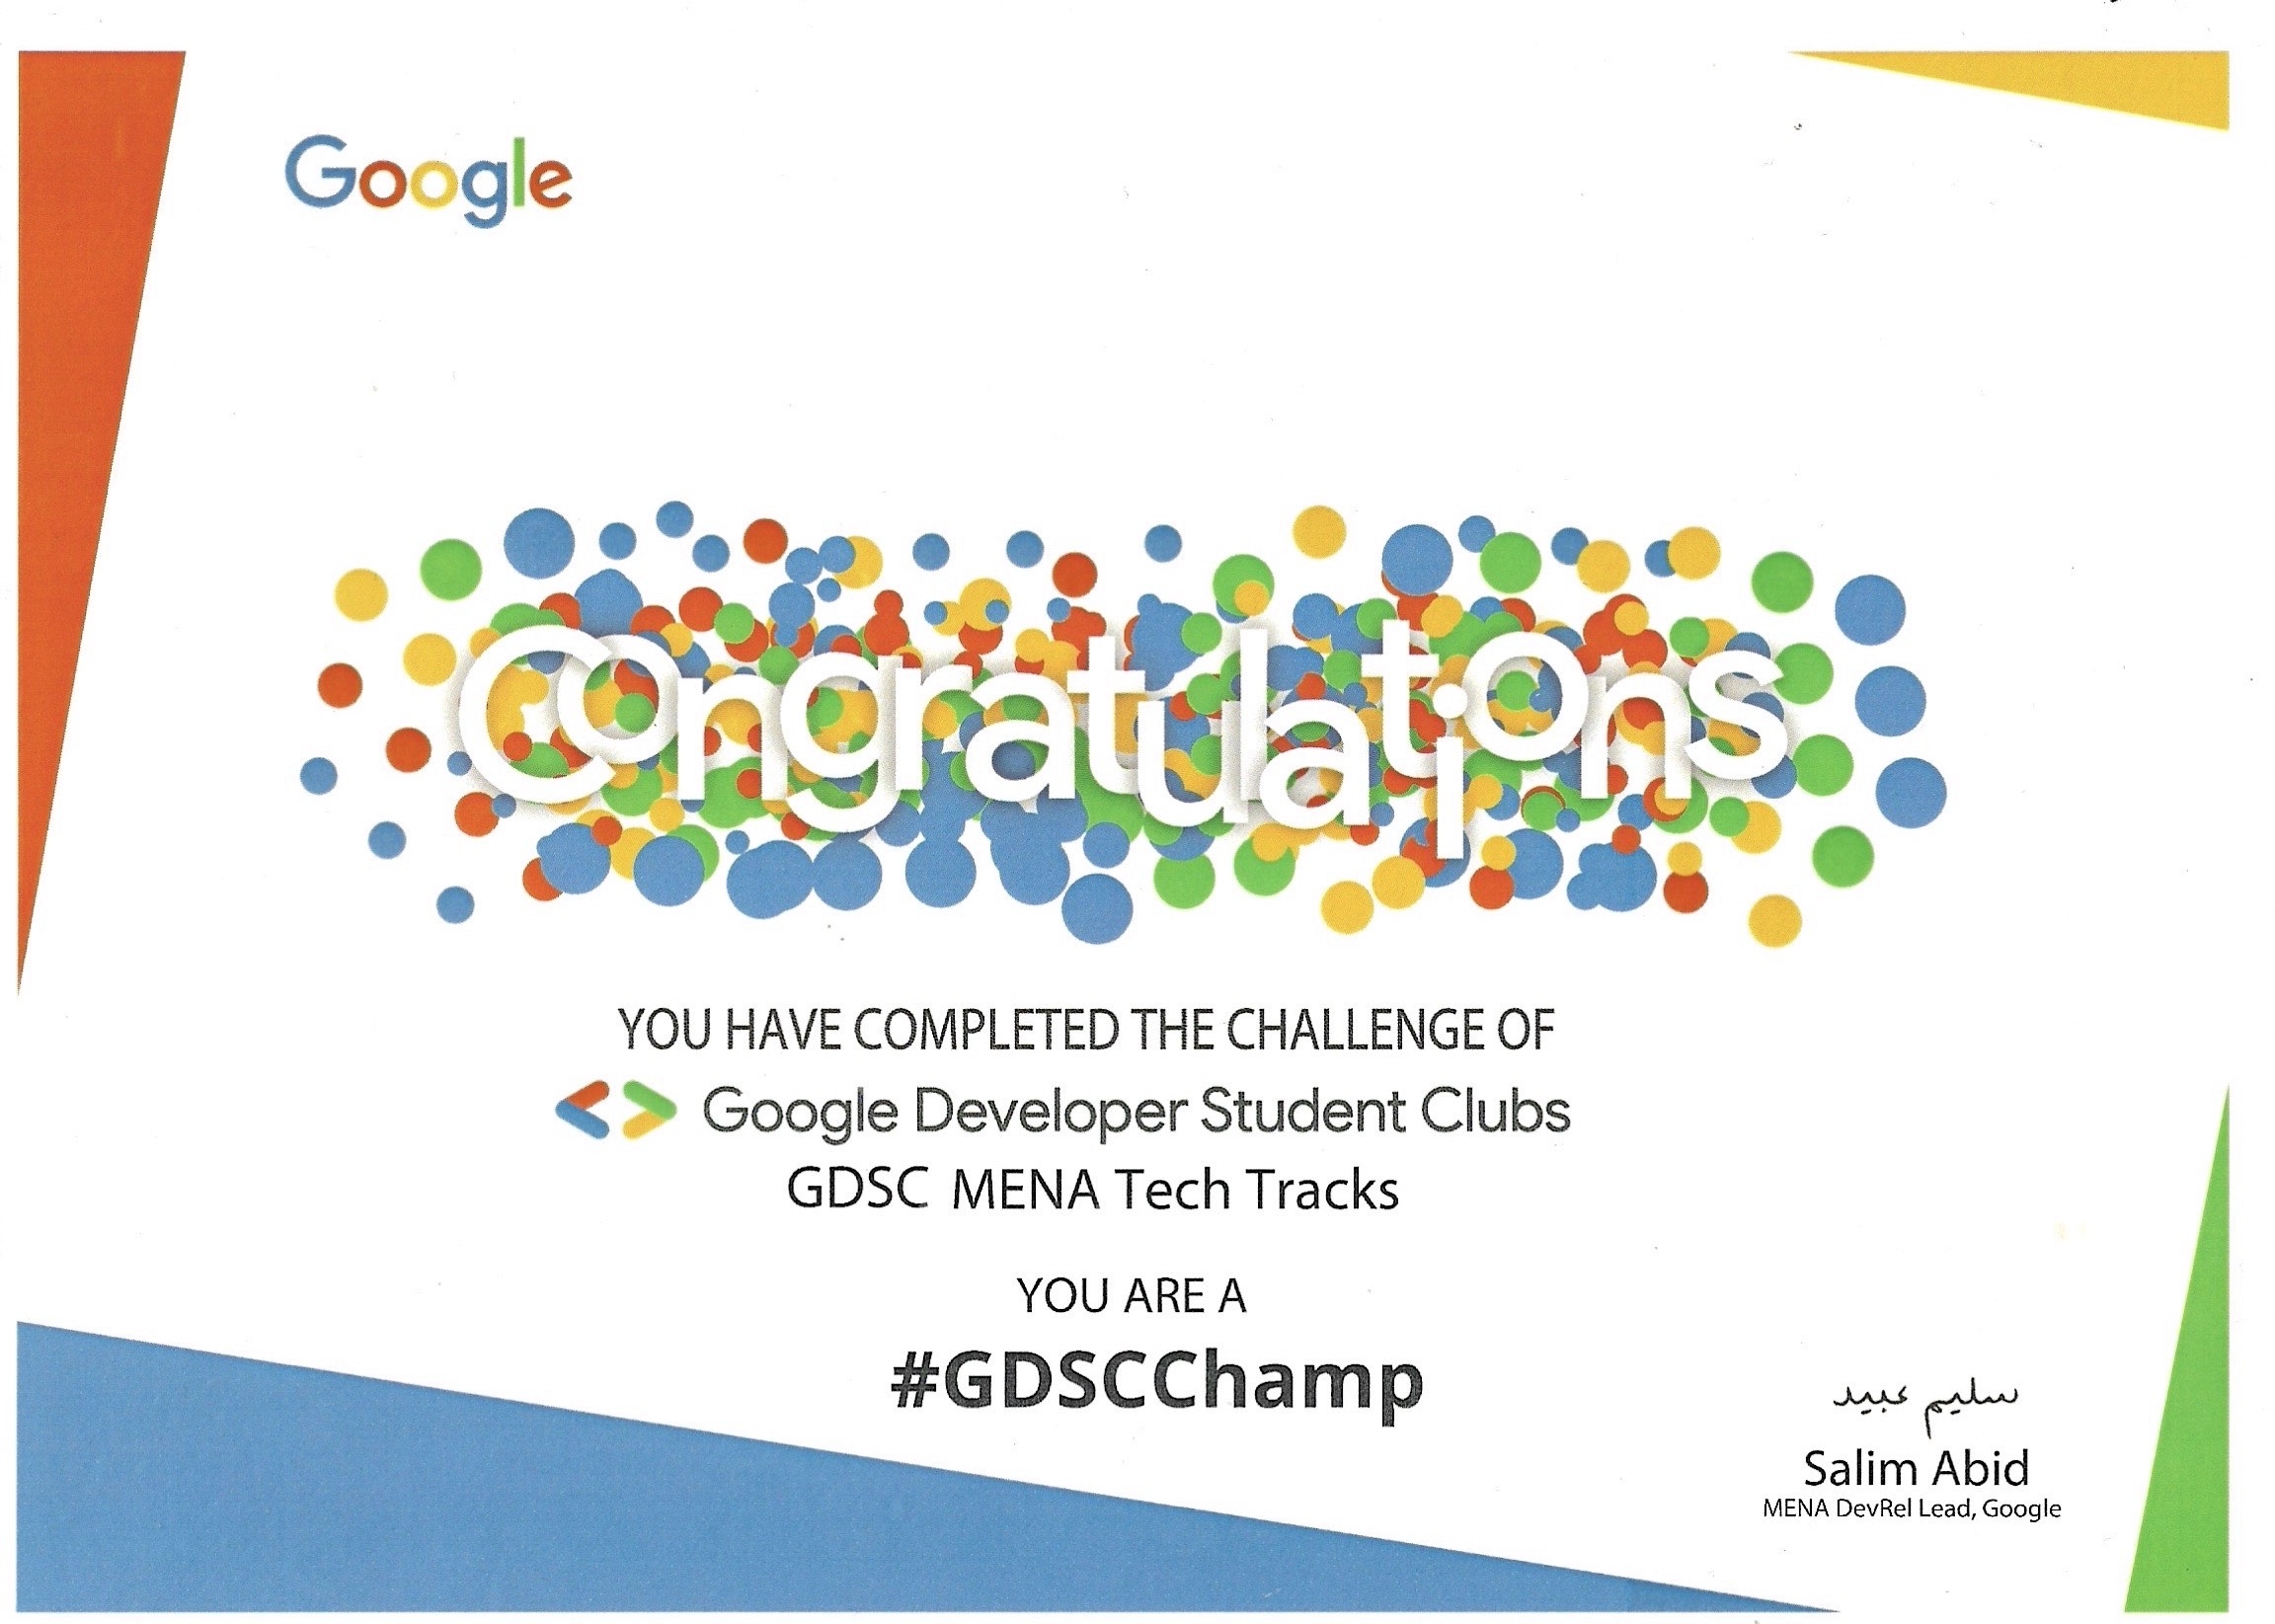 Google
Congratulations
YOU HAVE COMPLETED THE CHALLENGE OF
Google Developer Student Clubs
GDSC MENA Tech Tracks
YOU ARE A
#GDSCChamp
سليم عبيد
Salim Abid
MENA DevRel Lead, Google